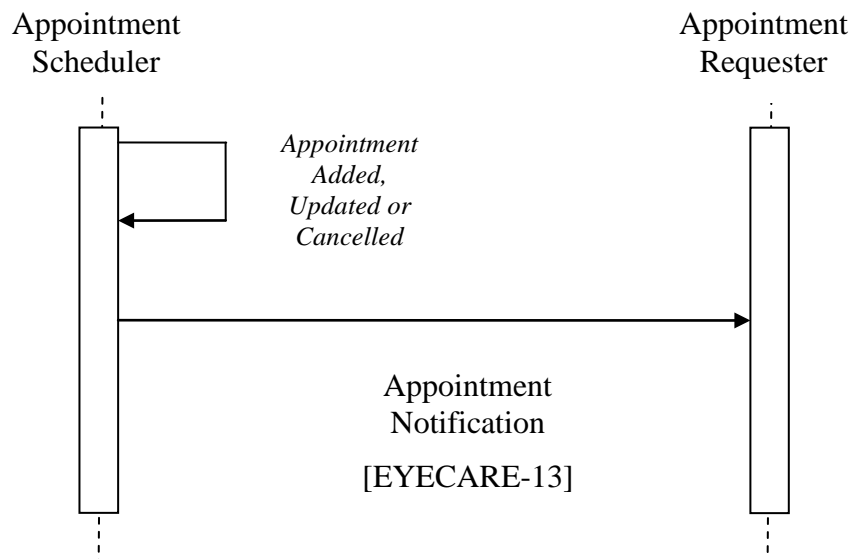 Appointment
Scheduler
Appointment
Requester
Appointment
Added,
Updated or
Cancelled
Appointment
Notification
[EYECARE-13]